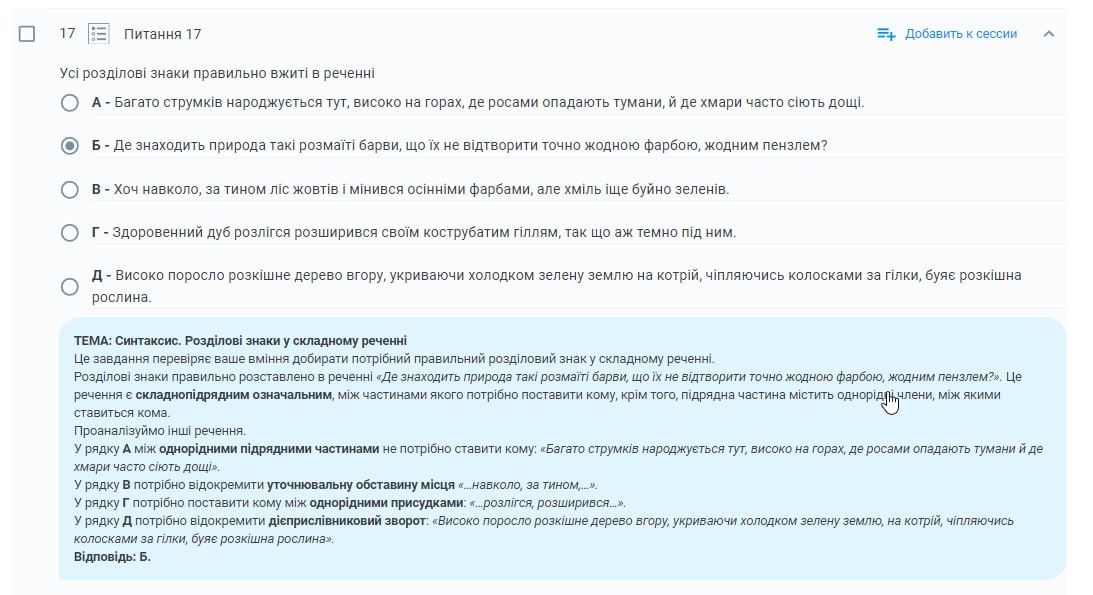 17 Питання 17 Добавить к сессии
Усі розділові знаки правильно вжиті в реченні
А - Багато струмків народжується тут, високо на горах, де росами опадають тумани, й де хмари часто сіють дощі.
Б - Де знаходить природа такі розмаїті барви, що їх не відтворити точно жодною фарбою, жодним пензлем?
В - Хоч навколо, за тином ліс жовтів і мінився осінніми фарбами, але хміль іще буйно зеленів.
Г - Здоровенний дуб розлігся розширився своїм кострубатим гіллям, так що аж темно під ним.
Д - Високо поросло розкішне дерево вгору, укриваючи холодком зелену землю на котрій, чіпляючись колосками за гілки, буяє розкішна
рослина.
ТЕМА: Синтаксис. Розділові знаки у складному реченні
Це завдання перевіряє ваше вміння добирати потрібний правильний розділовий знак у складному реченні.
Розділові знаки правильно розставлено в реченні «Де знаходить природа такі розмаїті барви, що їх не відтворити точно жодною фарбою, жодним пензлем?». Це
речення є складнопідрядним означальним, між частинами якого потрібно поставити кому, крім того, підрядна частина містить однорідні члени, між якими
ставиться кома.
Проаналізуймо інші речення.
У рядку А між однорідними підрядними частинами не потрібно ставити кому: «Багато струмків народжується тут, високо на горах, де росами опадають тумани й де
хмари часто сіють дощі».
У рядку В потрібно відокремити уточнювальну обставину місця «…навколо, за тином,…».
У рядку Г потрібно поставити кому між однорідними присудками: «…розлігся, розширився…».
У рядку Д потрібно відокремити дієприслівниковий зворот: «Високо поросло розкішне дерево вгору, укриваючи холодком зелену землю, на котрій, чіпляючись
колосками за гілки, буяє розкішна рослина».
Відповідь: Б.